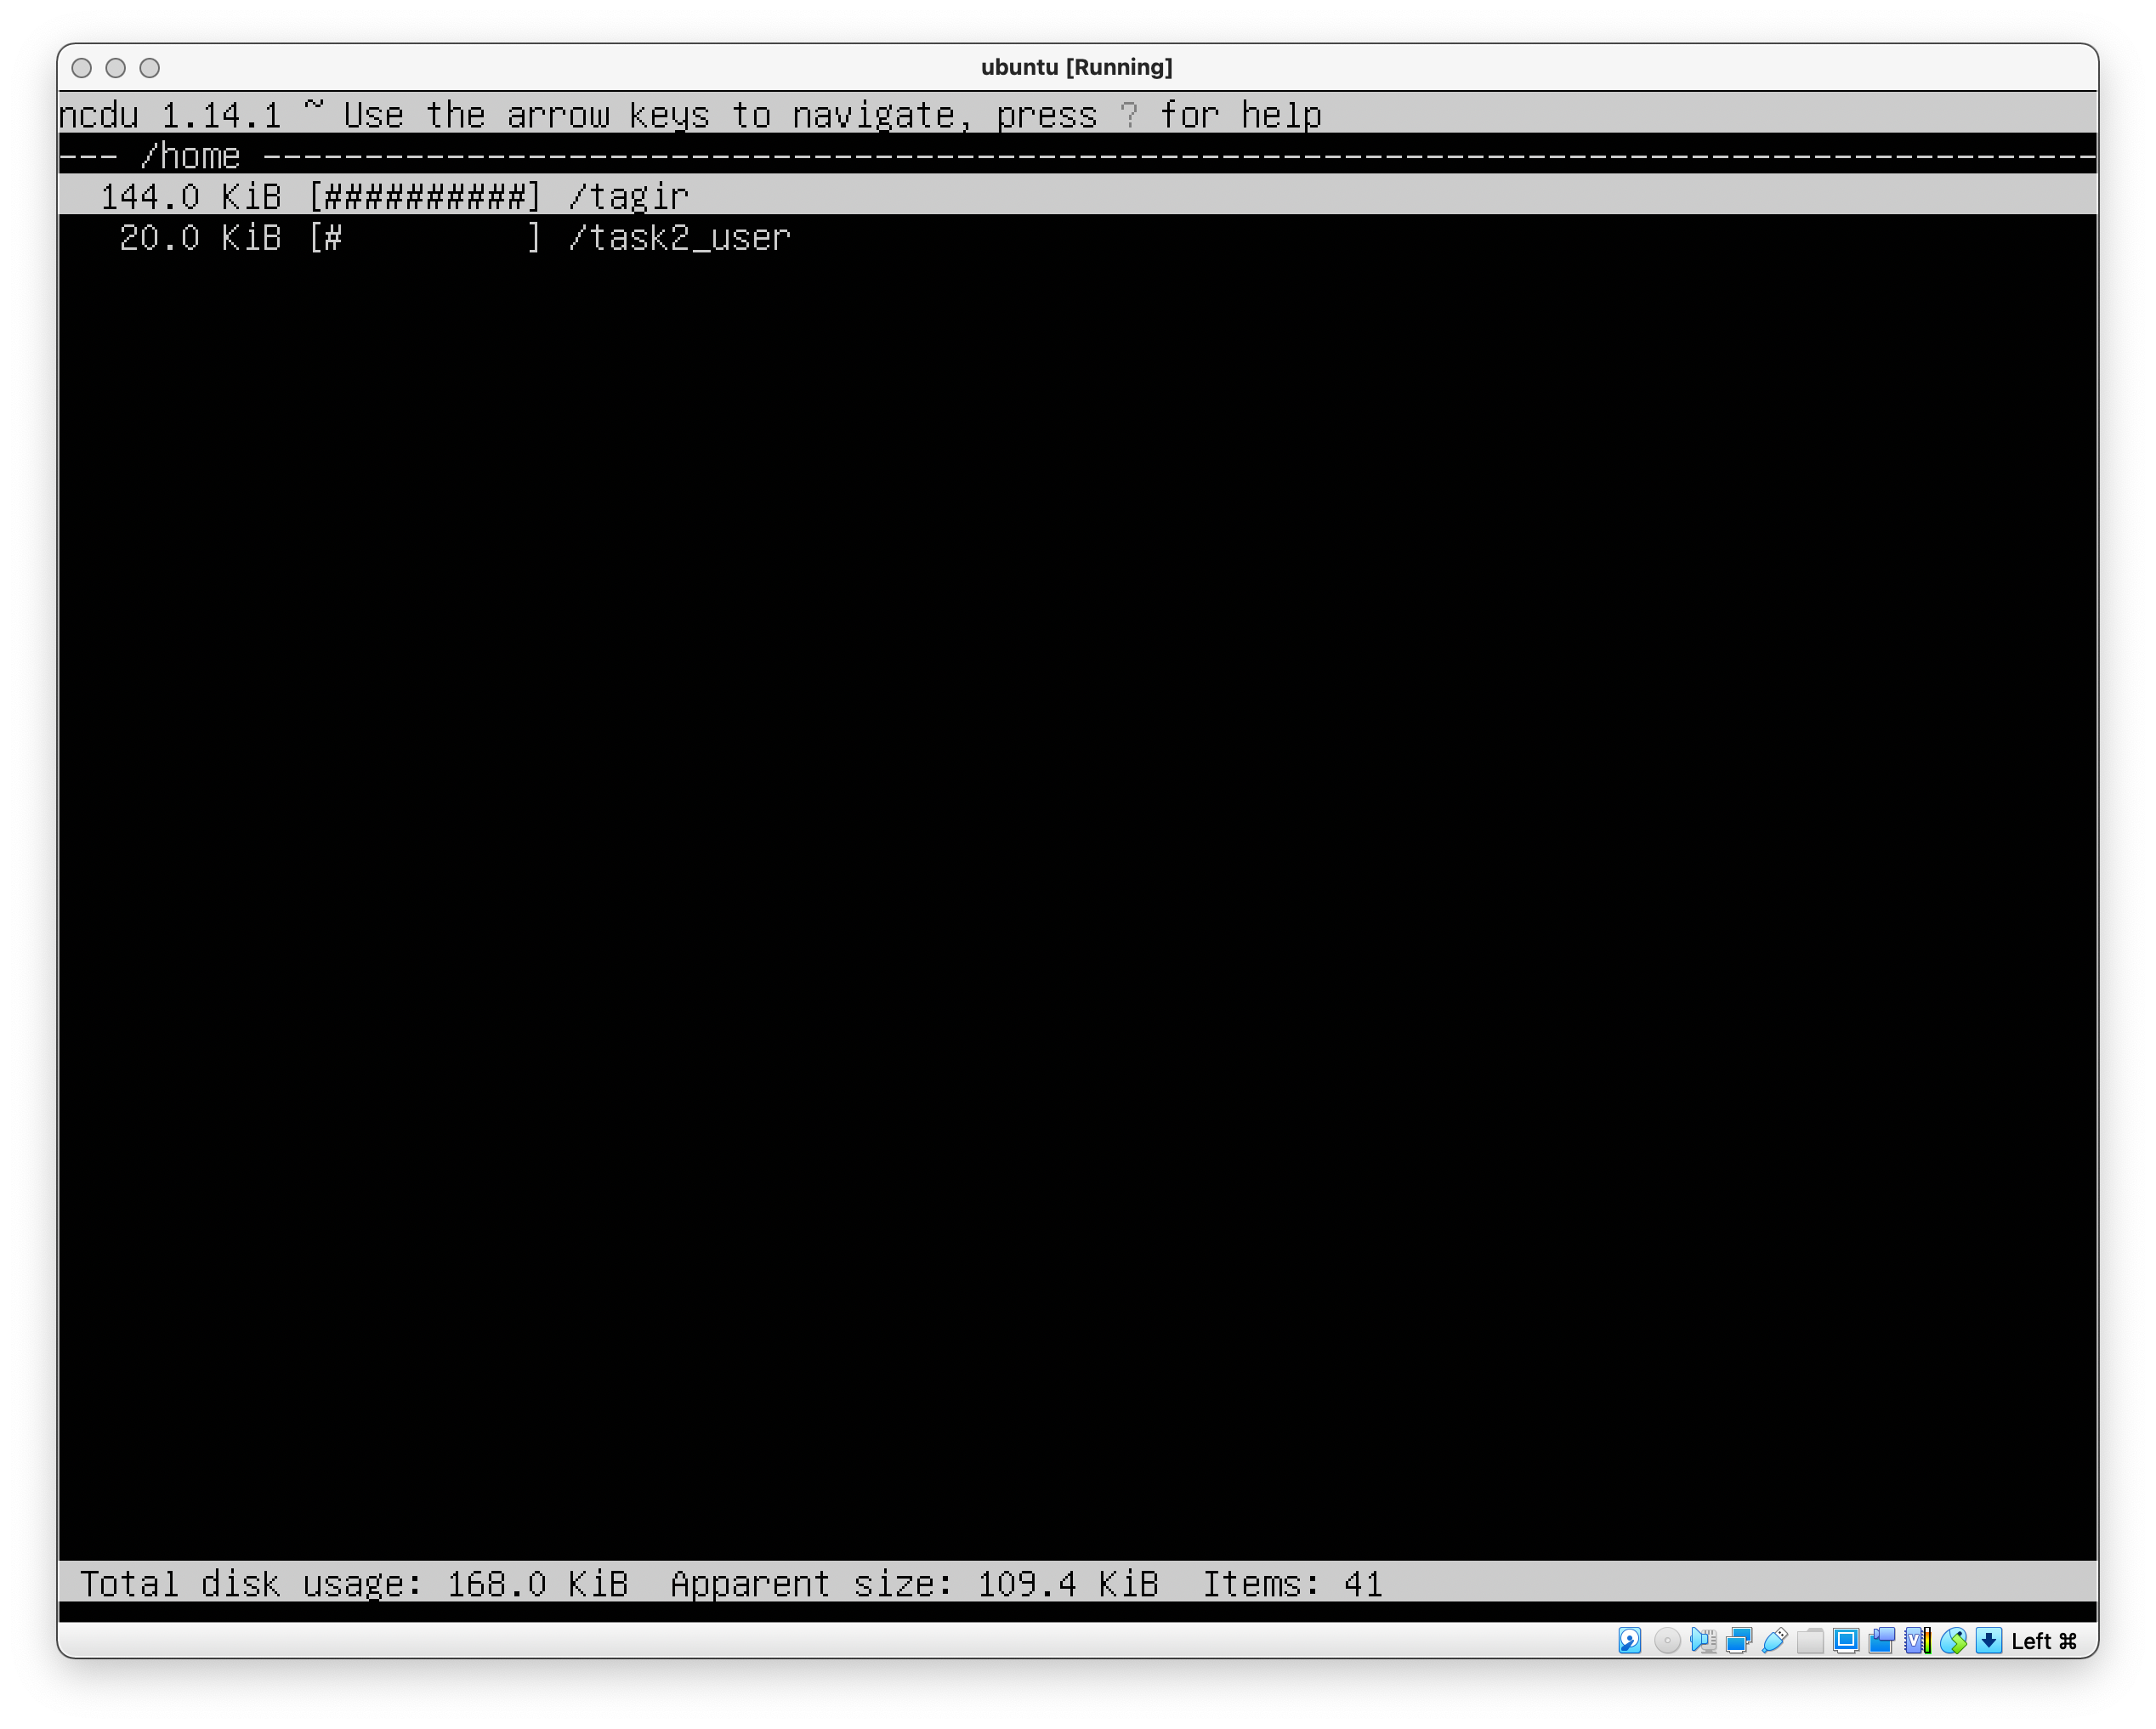 ubuntu [Running]
ncdu 1.14.1 ~ Use the arrow keys to navigate, press ? for help
--- /home ------------------------------------------------------------------------------------------
144.0 KiB [##########] /tagir
20.0 KiB [#         ] /task2_user
Total disk usage: 168.0 KiB  Apparent size: 109.4 KiB  Items: 41
Left ⌘